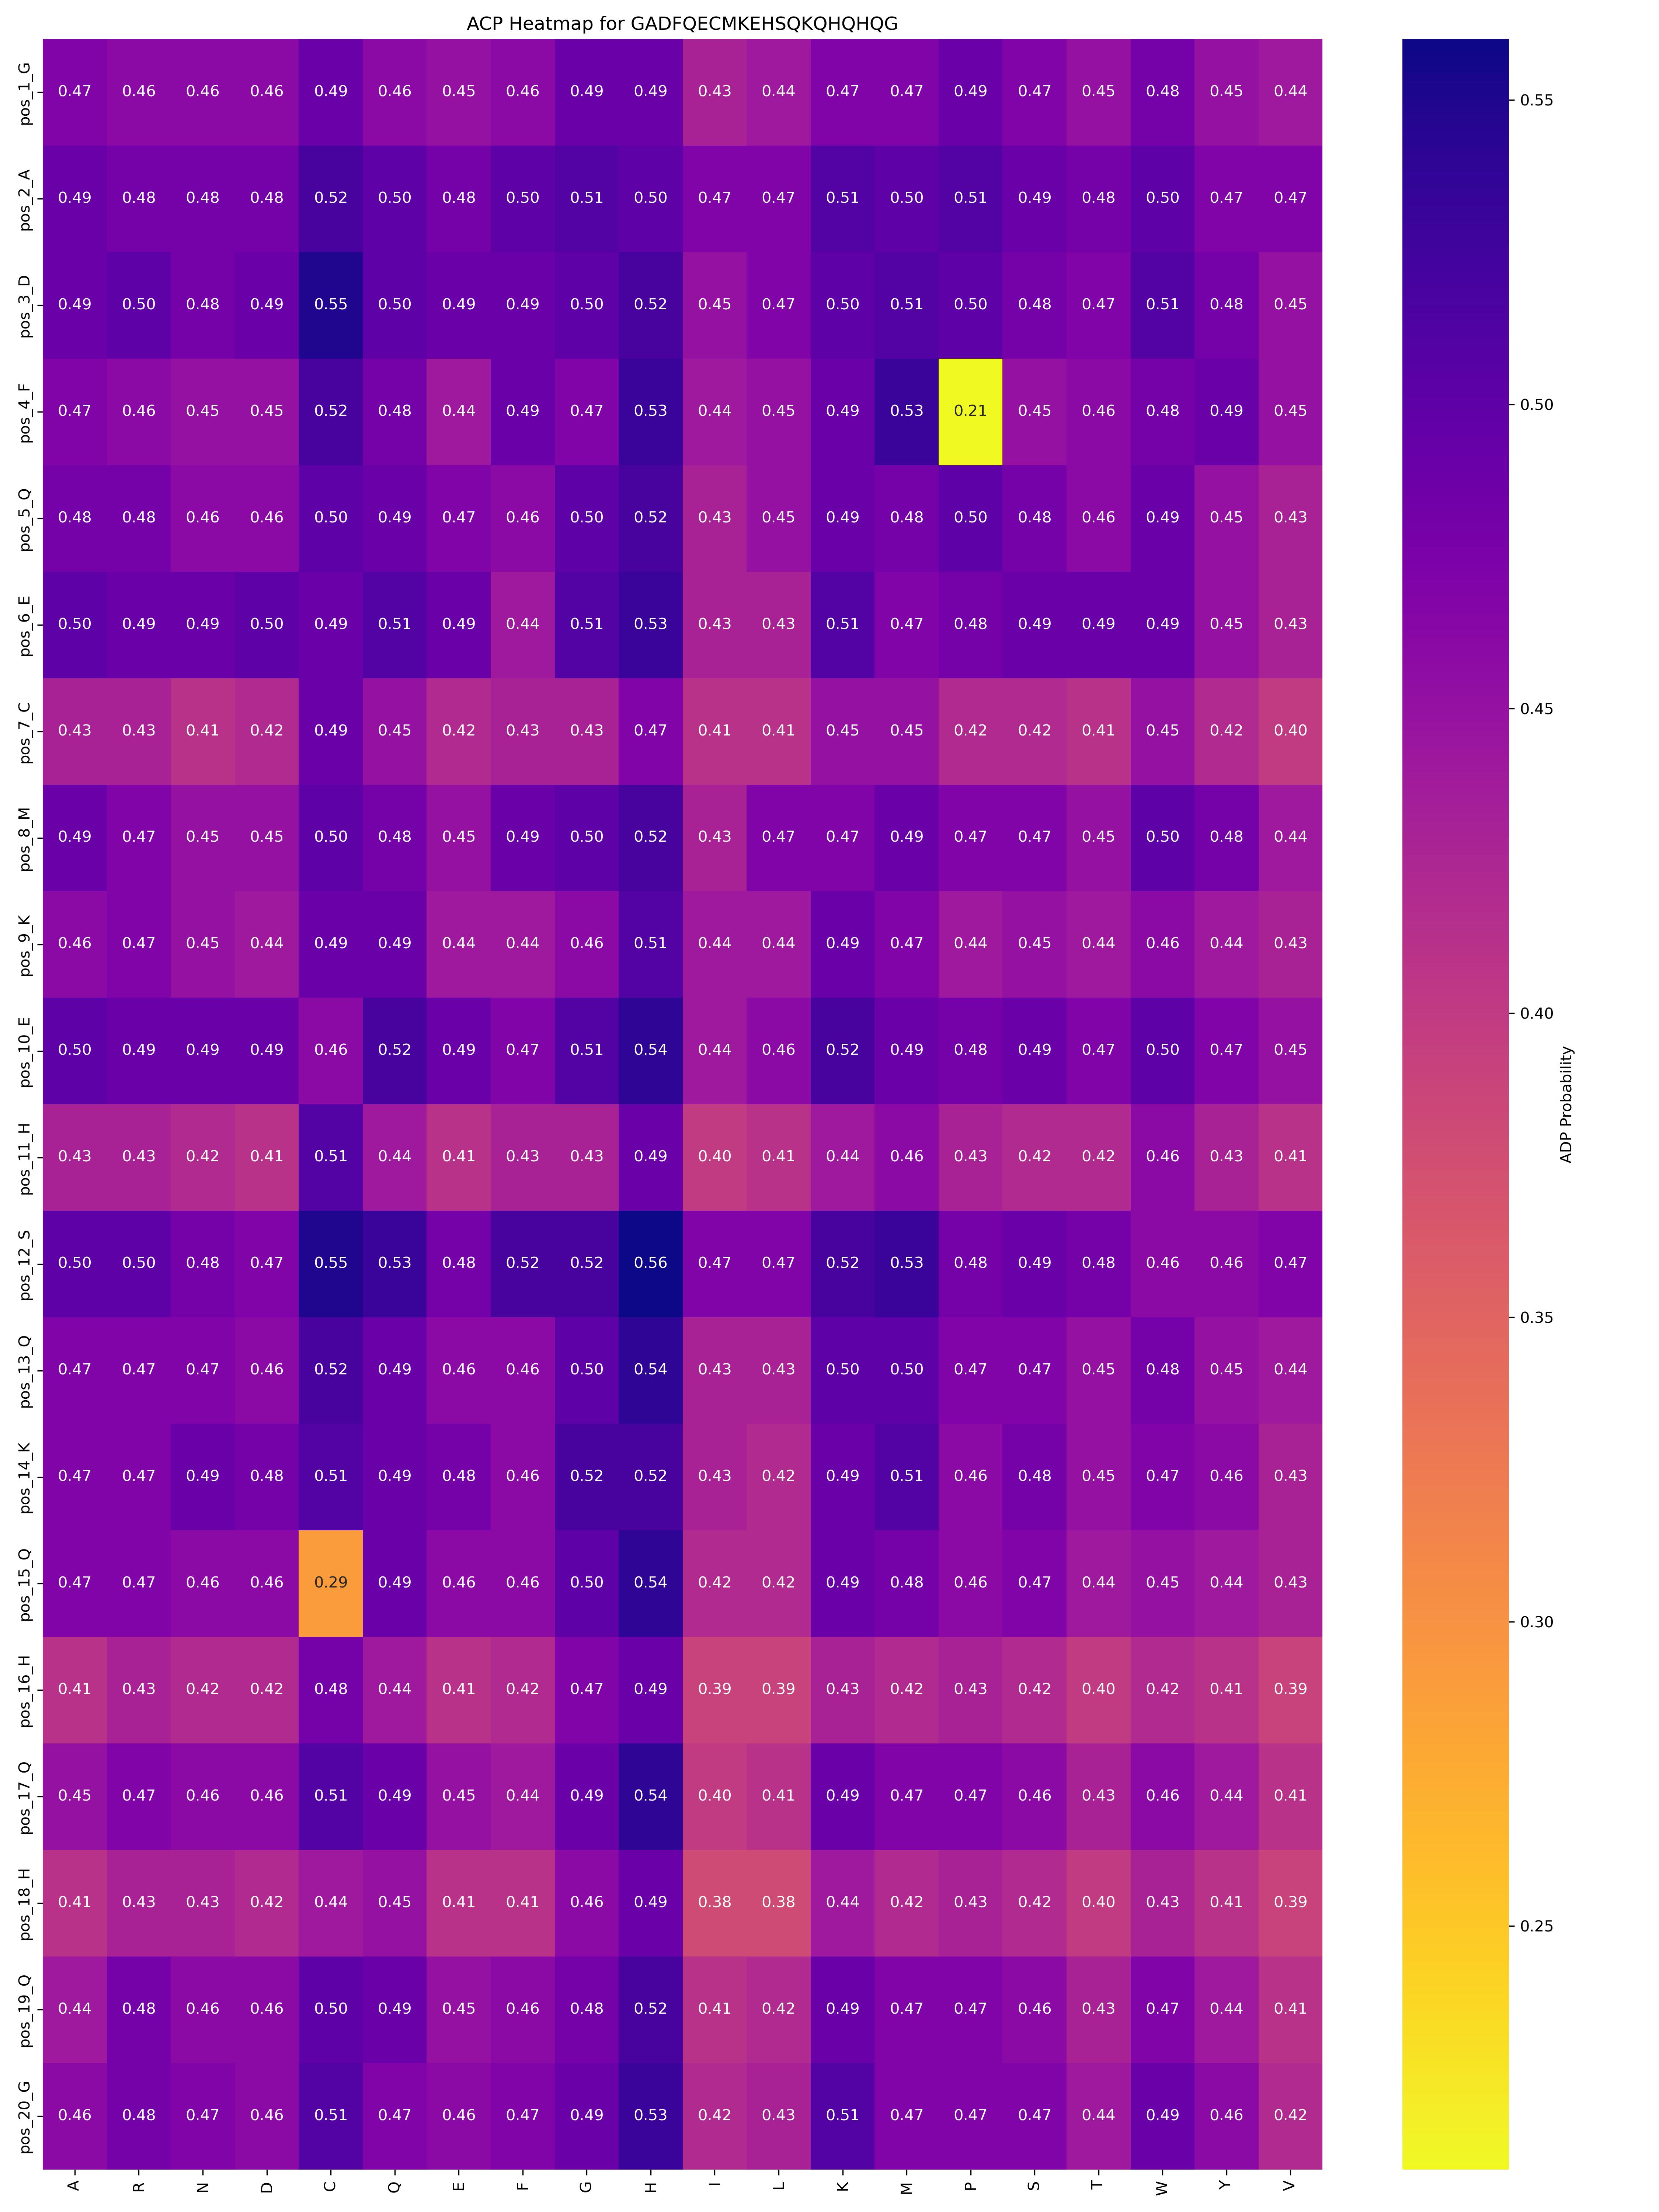 ACP Heatmap for GADFQECMKEHSQKQHQHQG
pos_1_G 0.47 0.46 0.46 0.46 0.49 0.46 0.45 0.46 0.49 0.49 0.43 0.44 0.47 0.47 0.49 0.47 0.45 0.48 0.45 0.44
pos_2_A 0.49 0.48 0.48 0.48 0.52 0.50 0.48 0.50 0.51 0.50 0.47 0.47 0.51 0.50 0.51 0.49 0.48 0.50 0.47 0.47
pos_3_D 0.49 0.50 0.48 0.49 0.55 0.50 0.49 0.49 0.50 0.52 0.45 0.47 0.50 0.51 0.50 0.48 0.47 0.51 0.48 0.45
pos_4_F 0.47 0.46 0.45 0.45 0.52 0.48 0.44 0.49 0.47 0.53 0.44 0.45 0.49 0.53 0.21 0.45 0.46 0.48 0.49 0.45
pos_5_Q 0.48 0.48 0.46 0.46 0.50 0.49 0.47 0.46 0.50 0.52 0.43 0.45 0.49 0.48 0.50 0.48 0.46 0.49 0.45 0.43
pos_6_E 0.50 0.49 0.49 0.50 0.49 0.51 0.49 0.44 0.51 0.53 0.43 0.43 0.51 0.47 0.48 0.49 0.49 0.49 0.45 0.43
pos_7_C 0.43 0.43 0.41 0.42 0.49 0.45 0.42 0.43 0.43 0.47 0.41 0.41 0.45 0.45 0.42 0.42 0.41 0.45 0.42 0.40
pos_8_M 0.49 0.47 0.45 0.45 0.50 0.48 0.45 0.49 0.50 0.52 0.43 0.47 0.47 0.49 0.47 0.47 0.45 0.50 0.48 0.44
pos_9_K 0.46 0.47 0.45 0.44 0.49 0.49 0.44 0.44 0.46 0.51 0.44 0.44 0.49 0.47 0.44 0.45 0.44 0.46 0.44 0.43
pos_10_E 0.50 0.49 0.49 0.49 0.46 0.52 0.49 0.47 0.51 0.54 0.44 0.46 0.52 0.49 0.48 0.49 0.47 0.50 0.47 0.45
pos_11_H 0.43 0.43 0.42 0.41 0.51 0.44 0.41 0.43 0.43 0.49 0.40 0.41 0.44 0.46 0.43 0.42 0.42 0.46 0.43 0.41
pos_12_S 0.50 0.50 0.48 0.47 0.55 0.53 0.48 0.52 0.52 0.56 0.47 0.47 0.52 0.53 0.48 0.49 0.48 0.46 0.46 0.47
pos_13_Q 0.47 0.47 0.47 0.46 0.52 0.49 0.46 0.46 0.50 0.54 0.43 0.43 0.50 0.50 0.47 0.47 0.45 0.48 0.45 0.44
pos_14_K 0.47 0.47 0.49 0.48 0.51 0.49 0.48 0.46 0.52 0.52 0.43 0.42 0.49 0.51 0.46 0.48 0.45 0.47 0.46 0.43
pos_15_Q 0.47 0.47 0.46 0.46 0.29 0.49 0.46 0.46 0.50 0.54 0.42 0.42 0.49 0.48 0.46 0.47 0.44 0.45 0.44 0.43
pos_16_H 0.41 0.43 0.42 0.42 0.48 0.44 0.41 0.42 0.47 0.49 0.39 0.39 0.43 0.42 0.43 0.42 0.40 0.42 0.41 0.39
pos_17_Q 0.45 0.47 0.46 0.46 0.51 0.49 0.45 0.44 0.49 0.54 0.40 0.41 0.49 0.47 0.47 0.46 0.43 0.46 0.44 0.41
pos_18_H 0.41 0.43 0.43 0.42 0.44 0.45 0.41 0.41 0.46 0.49 0.38 0.38 0.44 0.42 0.43 0.42 0.40 0.43 0.41 0.39
pos_19_Q 0.44 0.48 0.46 0.46 0.50 0.49 0.45 0.46 0.48 0.52 0.41 0.42 0.49 0.47 0.47 0.46 0.43 0.47 0.44 0.41
pos_20_G 0.46 0.48 0.47 0.46 0.51 0.47 0.46 0.47 0.49 0.53 0.42 0.43 0.51 0.47 0.47 0.47 0.44 0.49 0.46 0.42
A R N D C Q E F G H I L K M P S T W Y V
0.55
0.50
0.45
0.40
0.35
0.30
0.25
ADP Probability